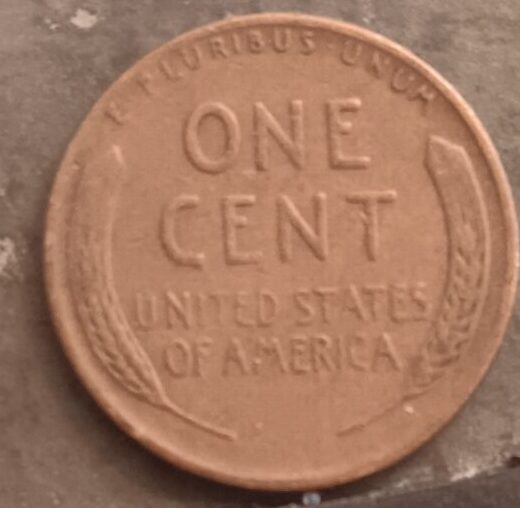 E PLURIBUS UNUM
ONE
CENT
UNITED STATES
OF AMERICA